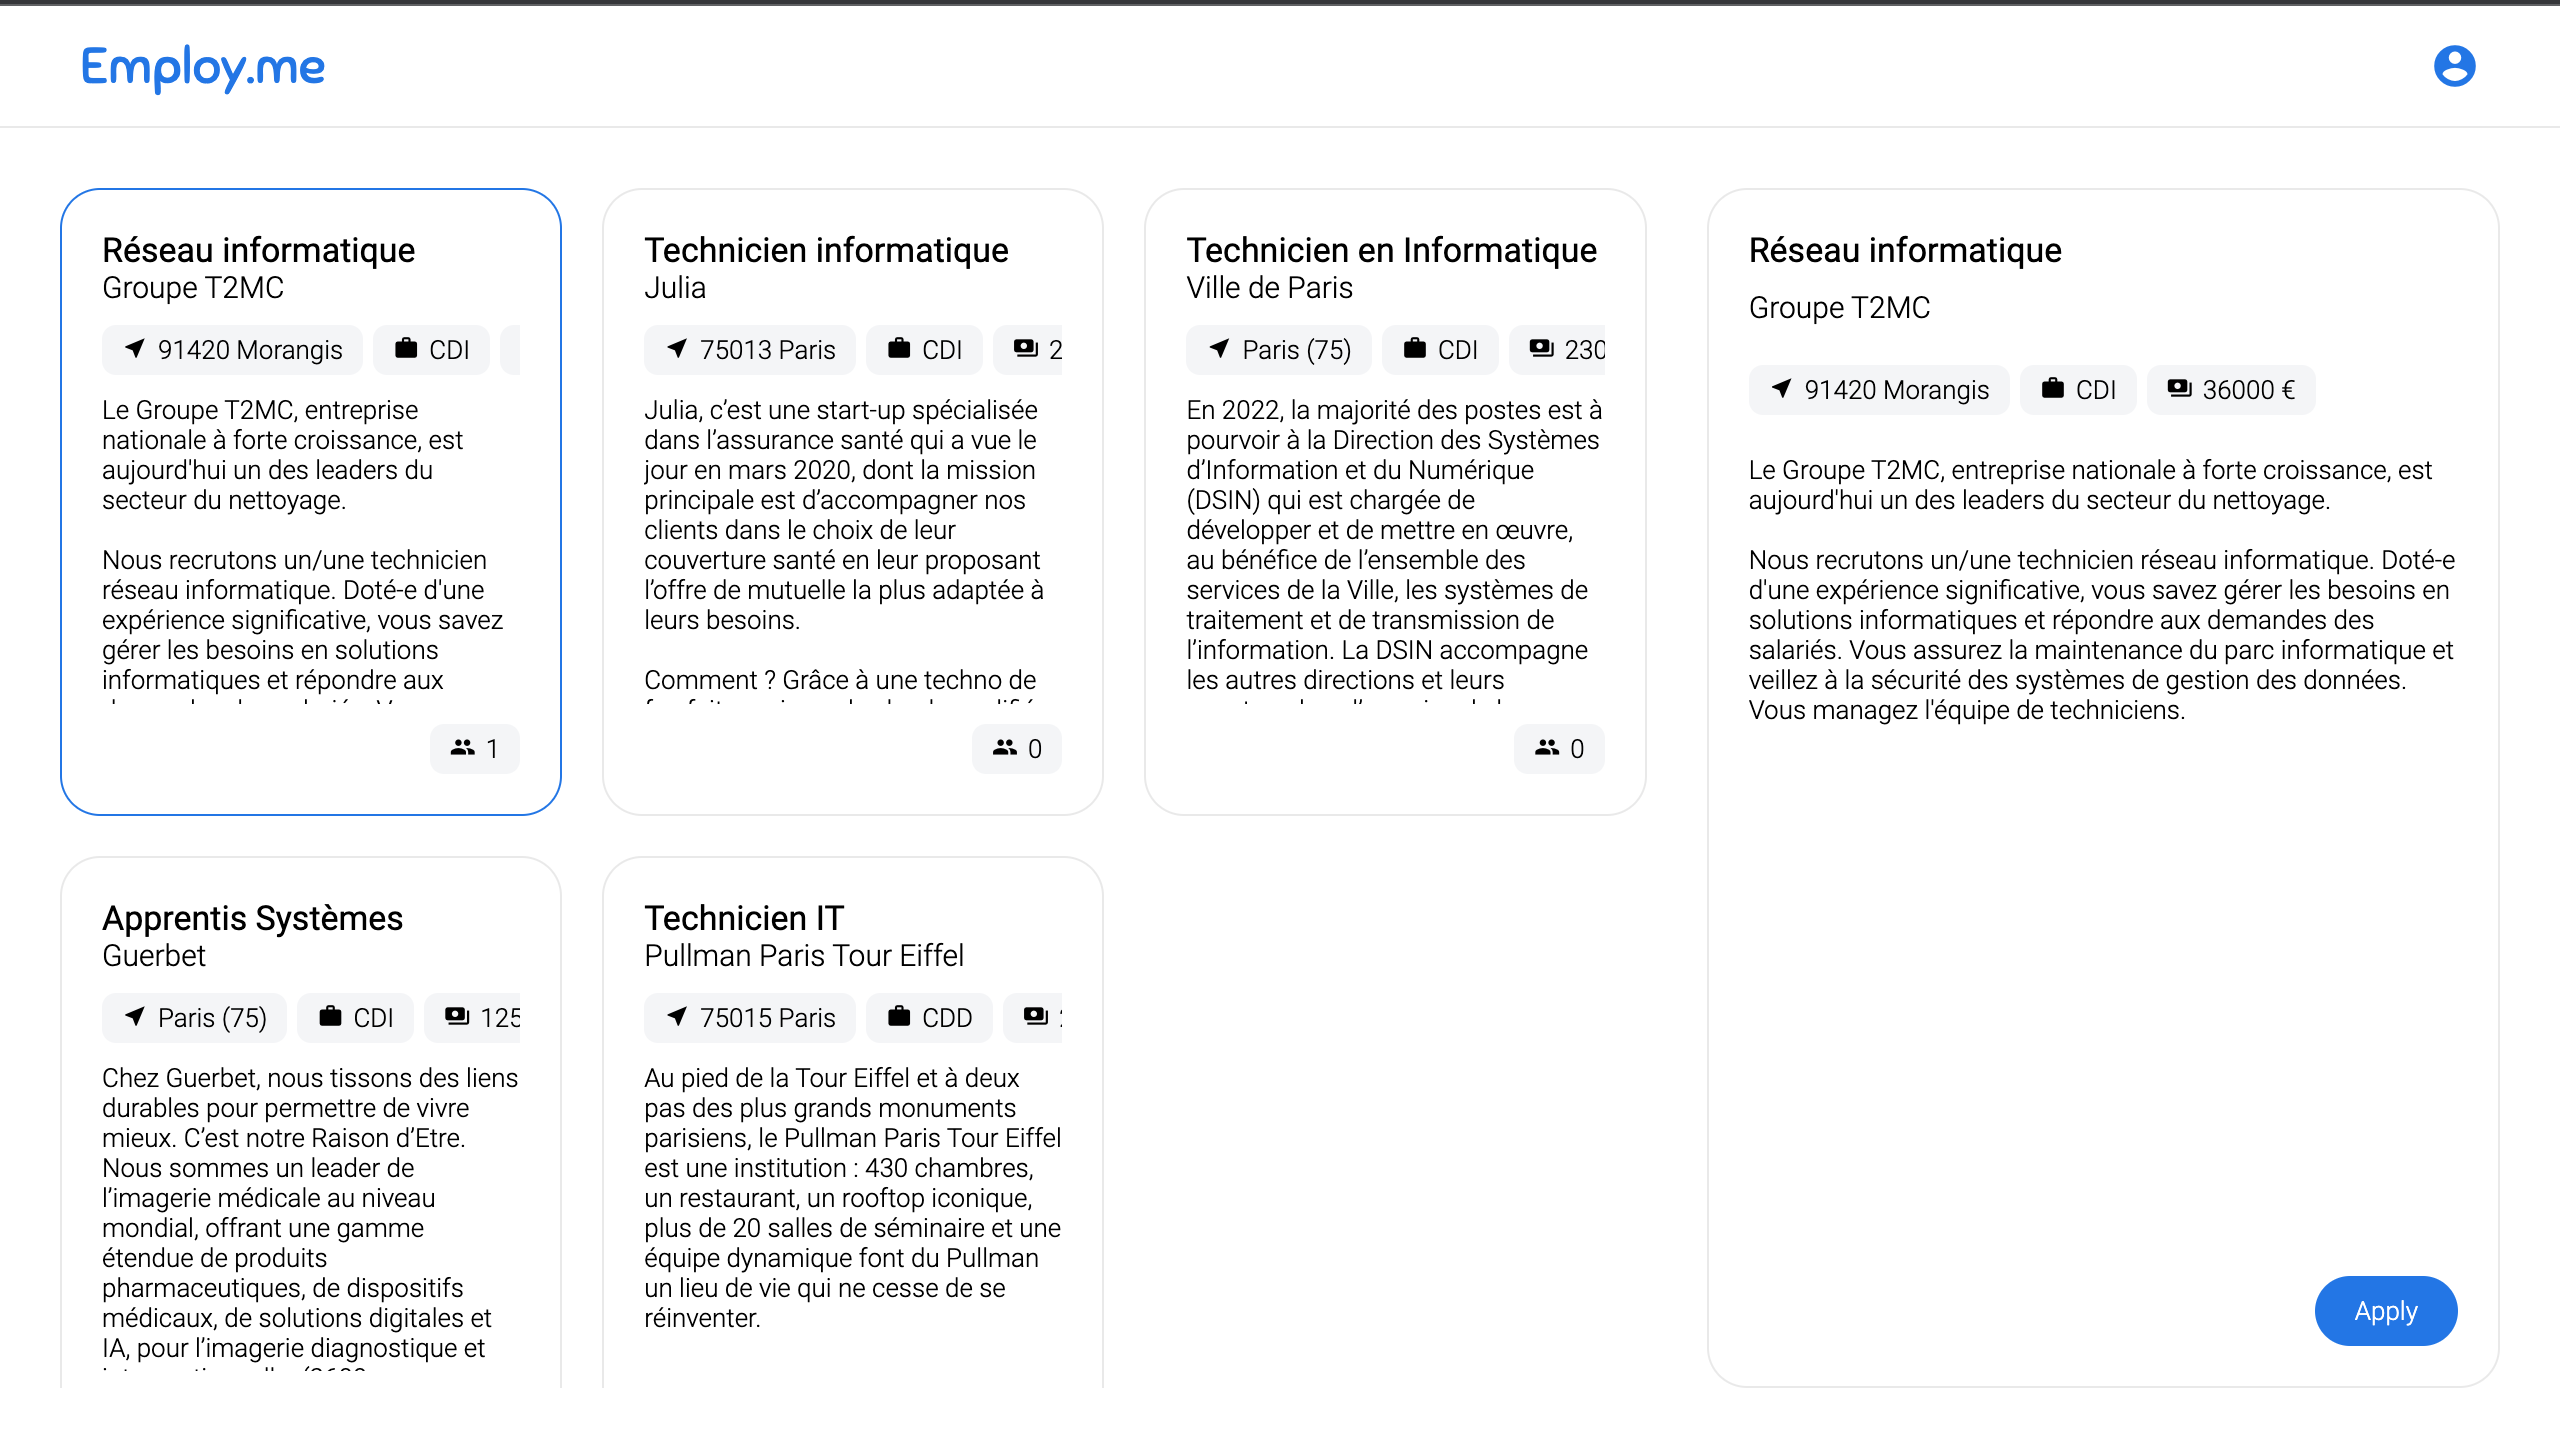 Employ.me
Réseau informatique
Groupe T2MC
91420 Morangis CDI
Le Groupe T2MC, entreprise
nationale à forte croissance, est
aujourd'hui un des leaders du
secteur du nettoyage.
Nous recrutons un/une technicien
réseau informatique. Doté-e d'une
expérience significative, vous savez
gérer les besoins en solutions
informatiques et répondre aux
1
Technicien informatique
Julia
75013 Paris CDI 2
Julia, c’est une start-up spécialisée
dans l’assurance santé qui a vue le
jour en mars 2020, dont la mission
principale est d’accompagner nos
clients dans le choix de leur
couverture santé en leur proposant
l’offre de mutuelle la plus adaptée à
leurs besoins.
Comment ? Grâce à une techno de
0
Technicien en Informatique
Ville de Paris
Paris (75) CDI 230
En 2022, la majorité des postes est à
pourvoir à la Direction des Systèmes
d’Information et du Numérique
(DSIN) qui est chargée de
développer et de mettre en œuvre,
au bénéfice de l’ensemble des
services de la Ville, les systèmes de
traitement et de transmission de
l’information. La DSIN accompagne
les autres directions et leurs
0
Apprentis Systèmes
Guerbet
Paris (75) CDI 125
Chez Guerbet, nous tissons des liens
durables pour permettre de vivre
mieux. C’est notre Raison d’Etre.
Nous sommes un leader de
l’imagerie médicale au niveau
mondial, offrant une gamme
étendue de produits
pharmaceutiques, de dispositifs
médicaux, de solutions digitales et
IA, pour l’imagerie diagnostique et
Technicien IT
Pullman Paris Tour Eiffel
75015 Paris CDD
Au pied de la Tour Eiffel et à deux
pas des plus grands monuments
parisiens, le Pullman Paris Tour Eiffel
est une institution : 430 chambres,
un restaurant, un rooftop iconique,
plus de 20 salles de séminaire et une
équipe dynamique font du Pullman
un lieu de vie qui ne cesse de se
réinventer.
Réseau informatique
Groupe T2MC
91420 Morangis CDI 36000 €
Le Groupe T2MC, entreprise nationale à forte croissance, est
aujourd'hui un des leaders du secteur du nettoyage.
Nous recrutons un/une technicien réseau informatique. Doté-e
d'une expérience significative, vous savez gérer les besoins en
solutions informatiques et répondre aux demandes des
salariés. Vous assurez la maintenance du parc informatique et
veillez à la sécurité des systèmes de gestion des données.
Vous managez l'équipe de techniciens.
Apply